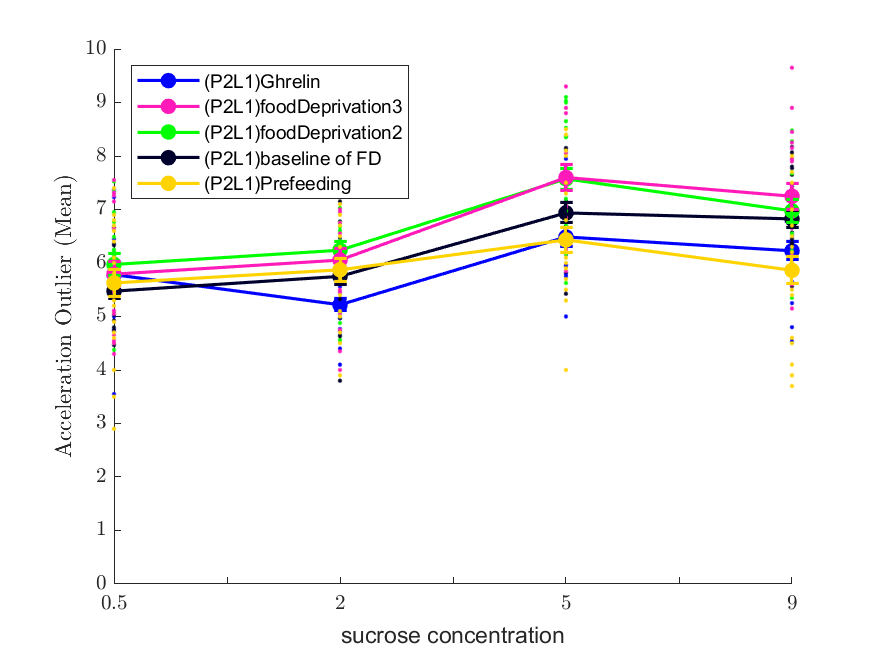 10
9
8
7
6
5
4
3
2
1
0
Acceleration Outlier (Mean)
(P2L1)Ghrelin
(P2L1)foodDeprivation3
(P2L1)foodDeprivation2
(P2L1)baseline of FD
(P2L1)Prefeeding
0.5 2 5 9
sucrose concentration